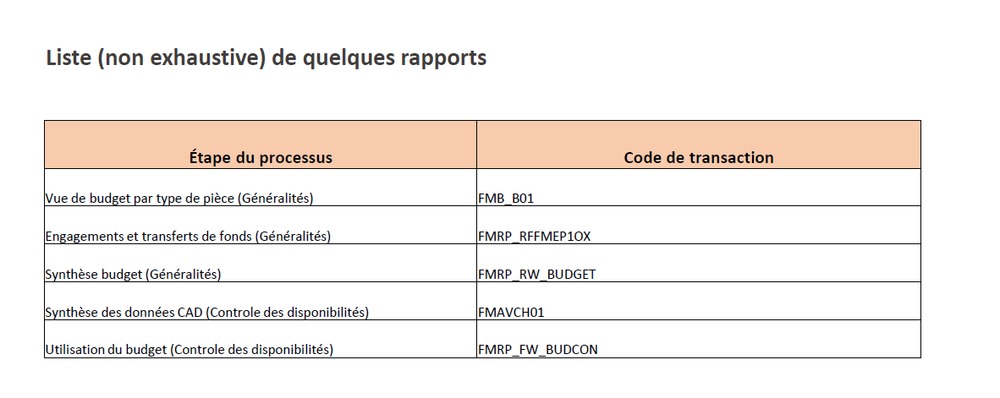 Liste (non exhaustive) de quelques rapports
Étape du processus
Code de transaction
Vue de budget par type de pièce (Généralités)
FMB_B01
Engagements et transferts de fonds (Généralités)
FMRP_RFFMEP1OX
Synthèse budget (Généralités)
FMRP_RW_BUDGET
Synthèse des données CAD (Controle des disponibilités)
FMAVCH01
Utilisation du budget (Controle des disponibilités)
FMRP_FW_BUDCON